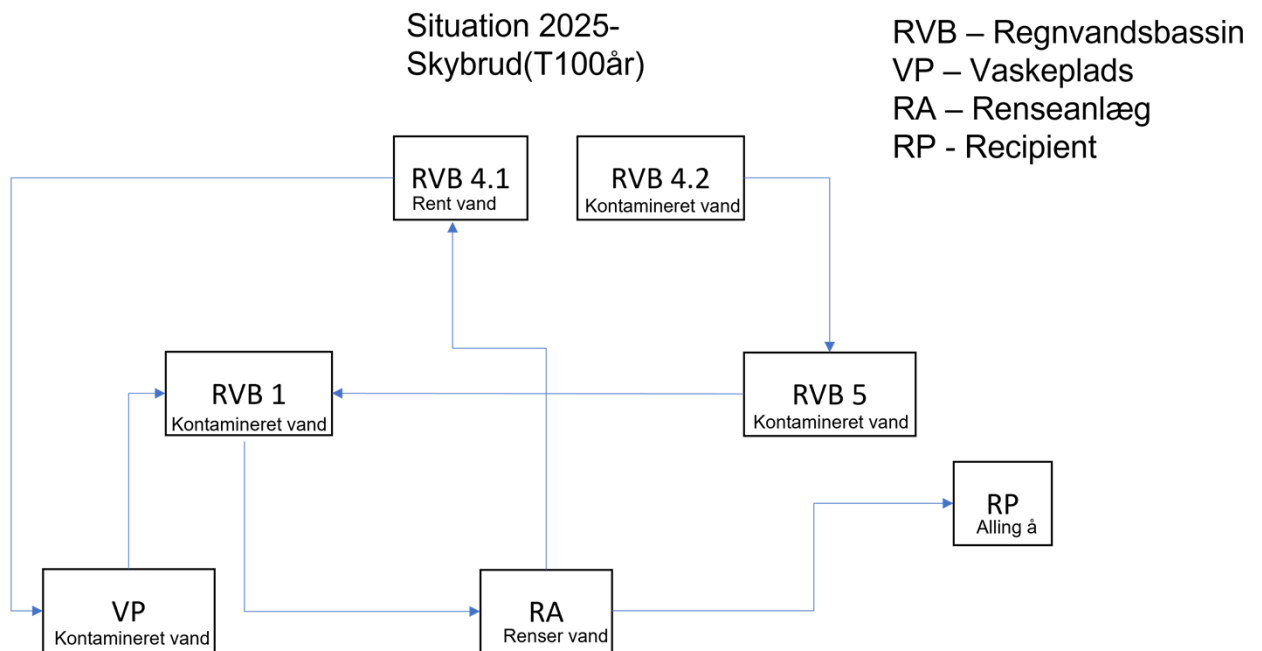 Situation 2025-
Skybrud(T100år)
RVB – Regnvandsbassin
VP – Vaskeplads
RA – Renseanlæg
RP - Recipient
RVB 4.1
Rent vand
RVB 4.2
Kontamineret vand
RVB 1
Kontamineret vand
RVB 5
Kontamineret vand
RP
Alling å
VP
Kontamineret vand
RA
Renser vand